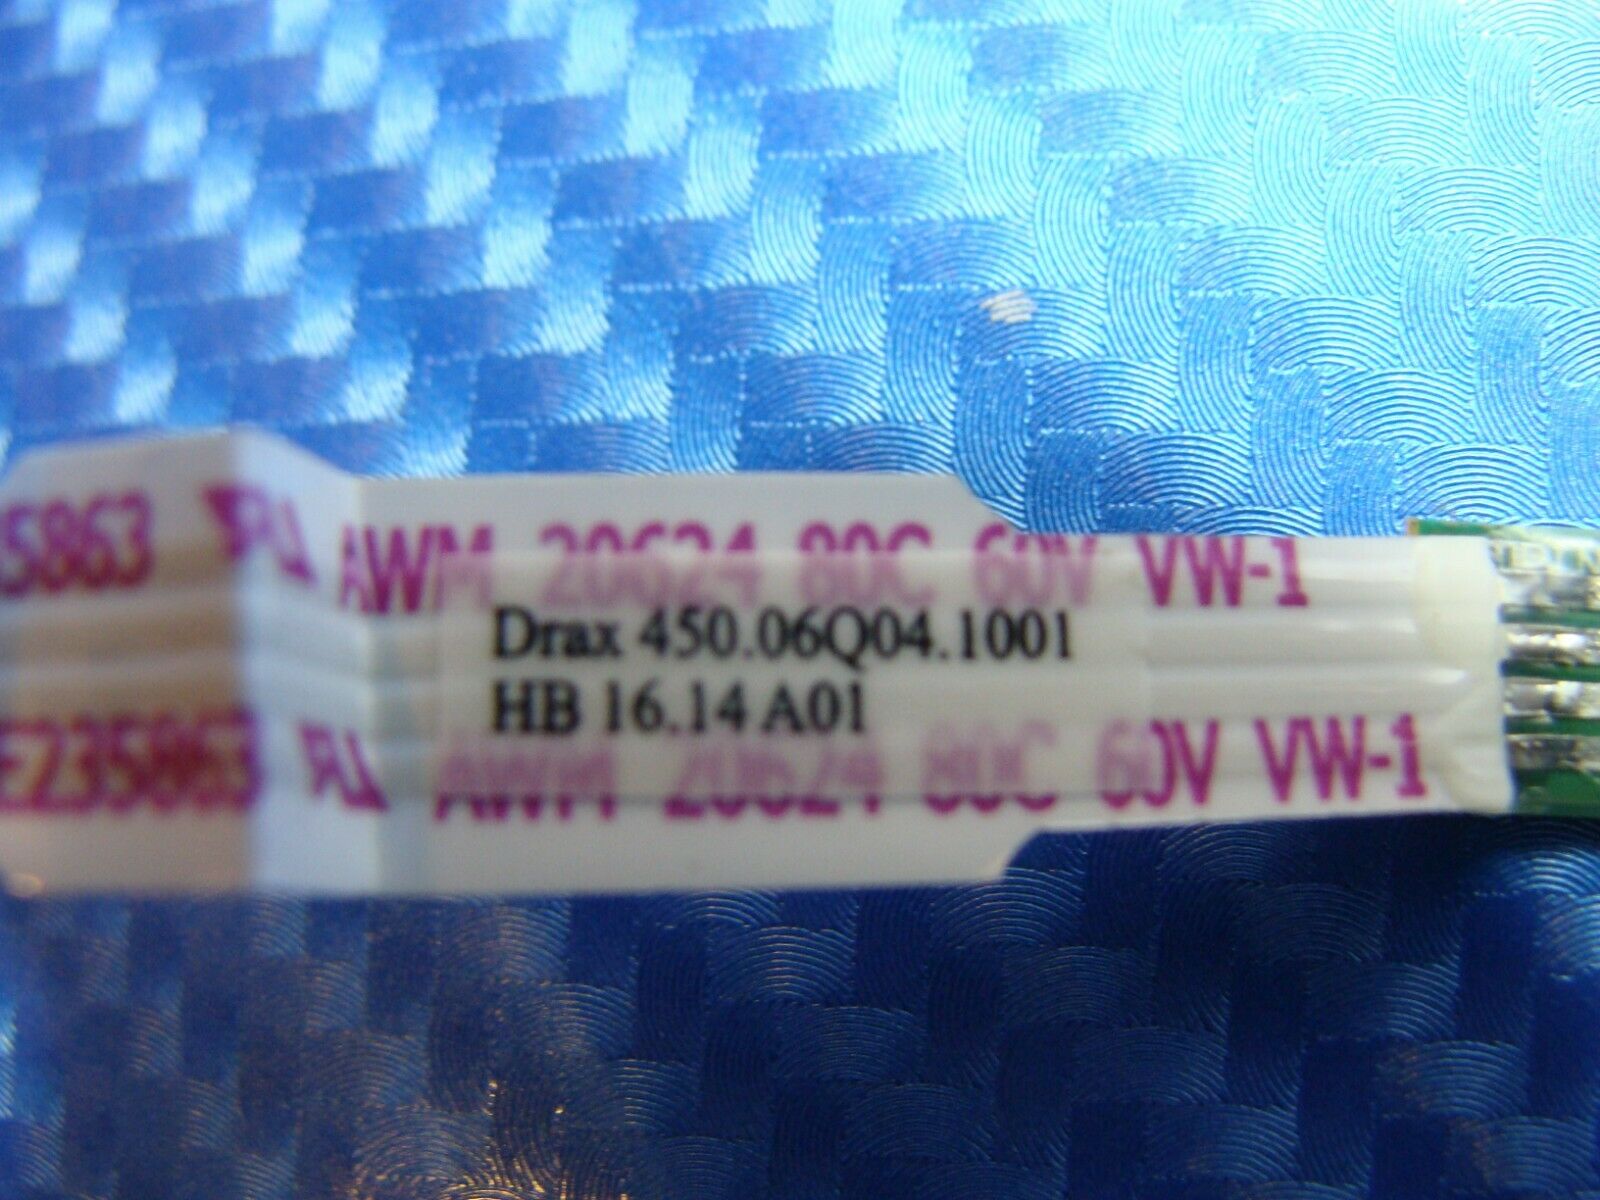 35863 AWM 20624 80C 60V VW-1
Drax 450.06Q04.1001
HB 16.14 A01
E235863 AWM 20624 80C 60V VW-1